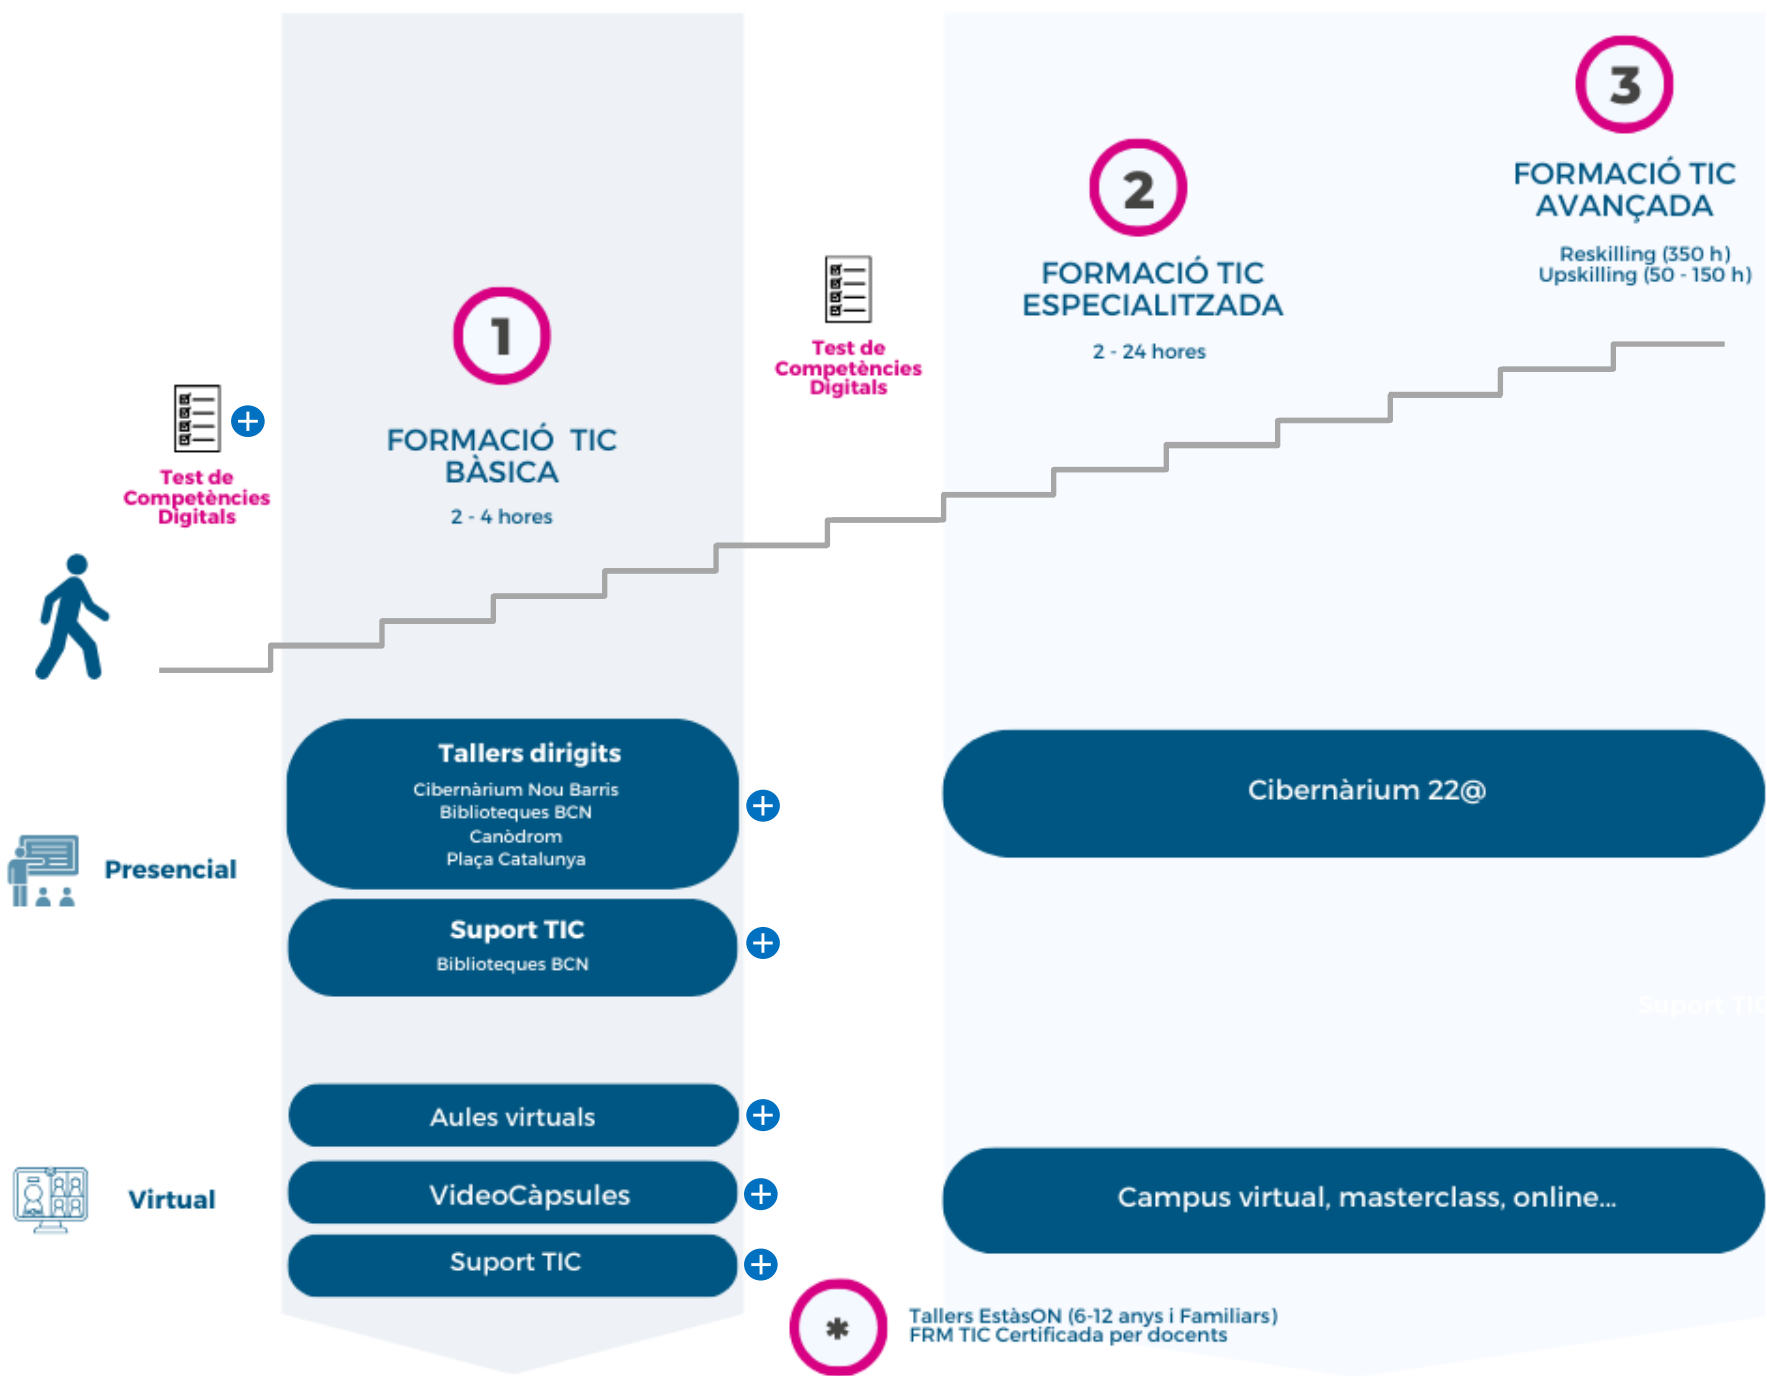 3
FORMACIÓ TIC
AVANÇADA
Reskilling (350 h)
Upskilling (50 - 150 h)
2
FORMACIÓ TIC
ESPECIALITZADA
2 - 24 hores
1
FORMACIÓ TIC
BÀSICA
2 - 4 hores
Test de
Competències
Digitals
Test de
Competències
Digitals
Presencial
Tallers dirigits
Cibernàrium Nou Barris
Biblioteques BCN
Canòdrom
Plaça Catalunya
Suport TIC
Biblioteques BCN
Cibernàrium 22@
Suport TIC
Virtual
Aules virtuals
VideoCàpsules
Suport TIC
Campus virtual, masterclass, online...
*
Tallers EstàsON (6-12 anys i Familiars)
FRM TIC Certificada per docents